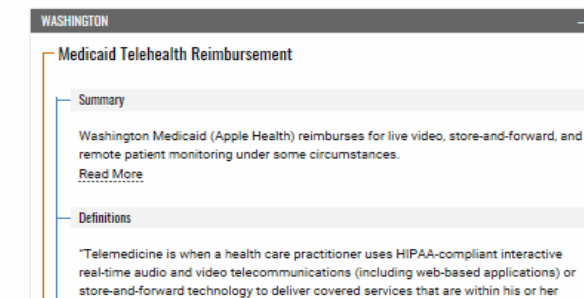 WASHINGTON
Medicaid Telehealth Reimbursement
Summary
Washington Medicaid (Apple Health) reimburses for live video, store-and-forward, and
remote patient monitoring under some circumstances.
Read More
Definitions
"Telemedicine is when a health care practitioner uses HIPAA-compliant interactive
real-time audio and video telecommunications (including web-based applications) or
store-and-forward technology to deliver covered services that are within his or her